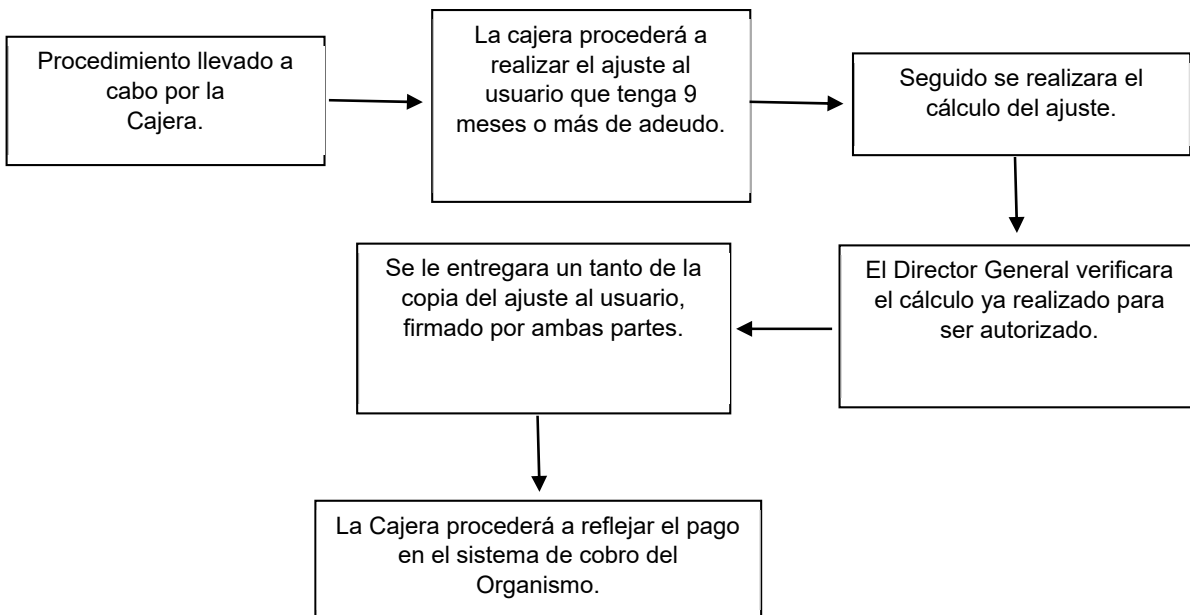 Procedimiento llevado a
cabo por la
Cajera.
La cajera procederá a
realizar el ajuste al
usuario que tenga 9
meses o más de adeudo.
Seguido se realizara el
cálculo del ajuste.
El Director General verificara
el cálculo ya realizado para
ser autorizado.
Se le entregara un tanto de la
copia del ajuste al usuario,
firmado por ambas partes.
La Cajera procederá a reflejar el pago
en el sistema de cobro del
Organismo.